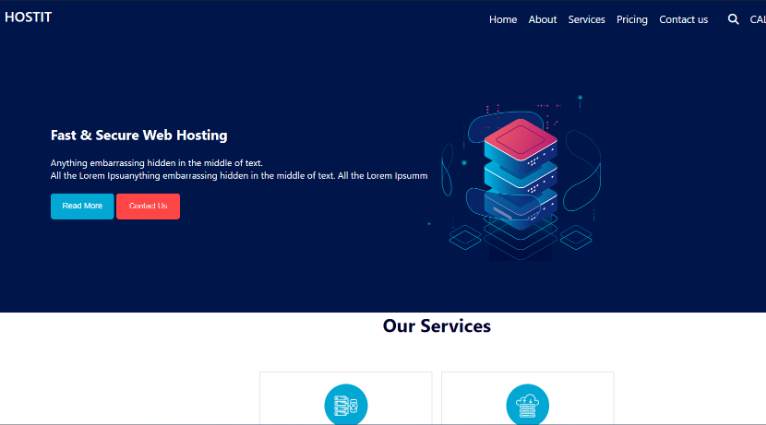 HOSTIT
Home About Services Pricing Contact us CAL
Fast & Secure Web Hosting
Anything embarrassing hidden in the middle of text.
All the Lorem Ipsuanything embarrassing hidden in the middle of text. All the Lorem Ipsumm
Read More Contact Us
Our Services